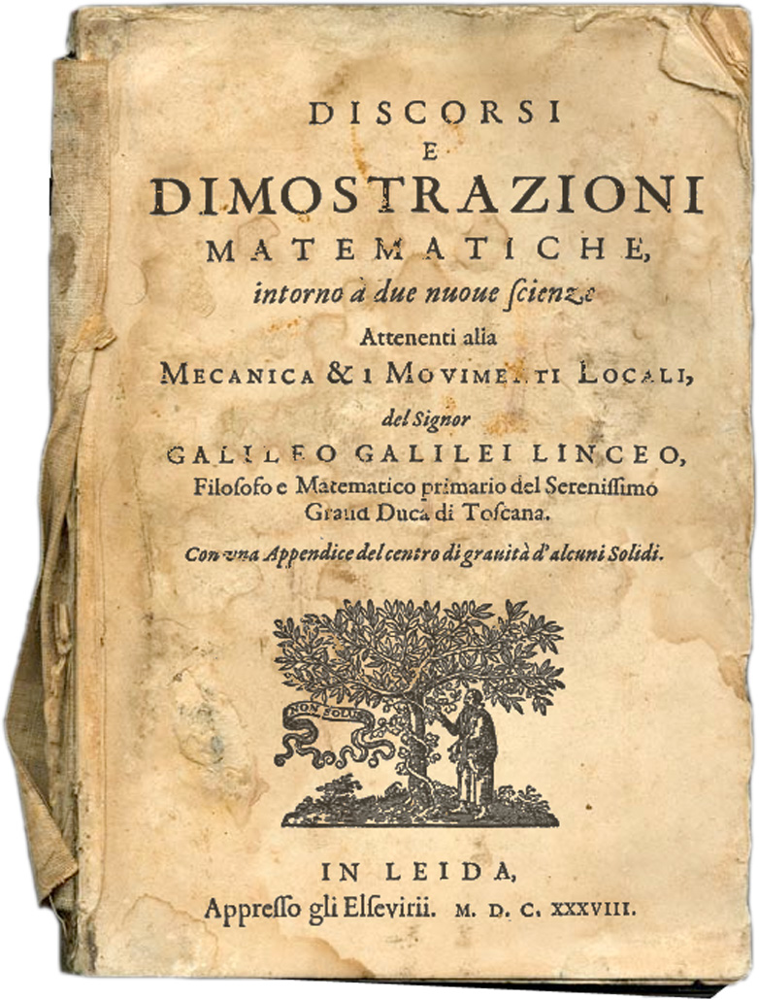 DISCORSI
E
DIMOSTRAZIONI
MATEMATICHE,
intorno à due nuoue ſcienze
Attenenti alla
MECANICA & I MOVIMENTI LOCALI,
del Signor
GALILEO GALILEI LINCEO,
Filoſofo e Matematico primario del Sereniſſimo
Grand Duca di Toſcana.
Con vna Appendice del centro di grauità d'alcuni Solidi.
NON SOLUS
IN LEIDA,
Appreſſo gli Elſevirii. M. D. C. XXXVIII.